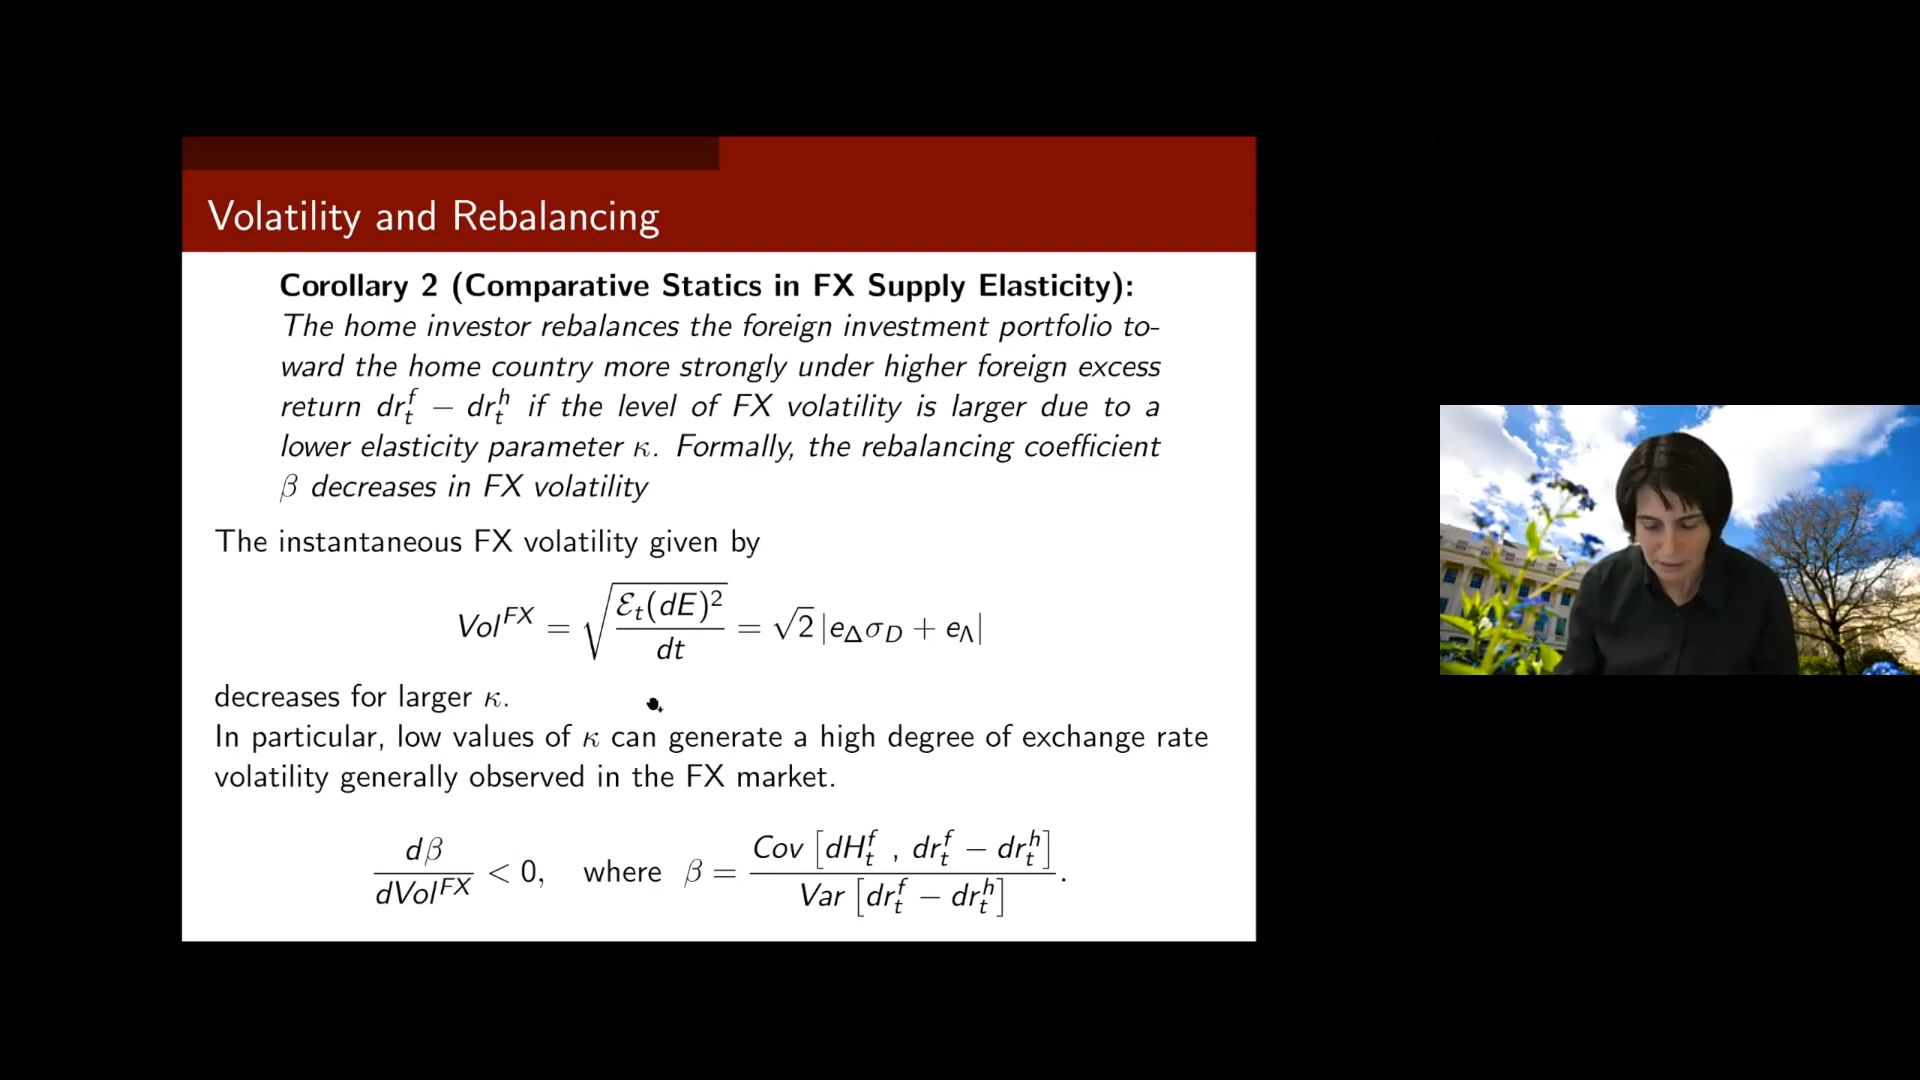 Volatility and Rebalancing
Corollary 2 (Comparative Statics in FX Supply Elasticity):
The home investor rebalances the foreign investment portfolio to-
ward the home country more strongly under higher foreign excess
return dr_t^f − dr_t^h if the level of FX volatility is larger due to a
lower elasticity parameter κ. Formally, the rebalancing coefficient
β decreases in FX volatility
The instantaneous FX volatility given by
Vol^{FX} = √(ℰ_t(dE)²/dt) = √2 |e_Δσ_D + e_Λ|
decreases for larger κ.
In particular, low values of κ can generate a high degree of exchange rate
volatility generally observed in the FX market.
dβ/dVol^{FX} < 0, where β = Cov [dH_t^f , dr_t^f − dr_t^h] / Var [dr_t^f − dr_t^h].